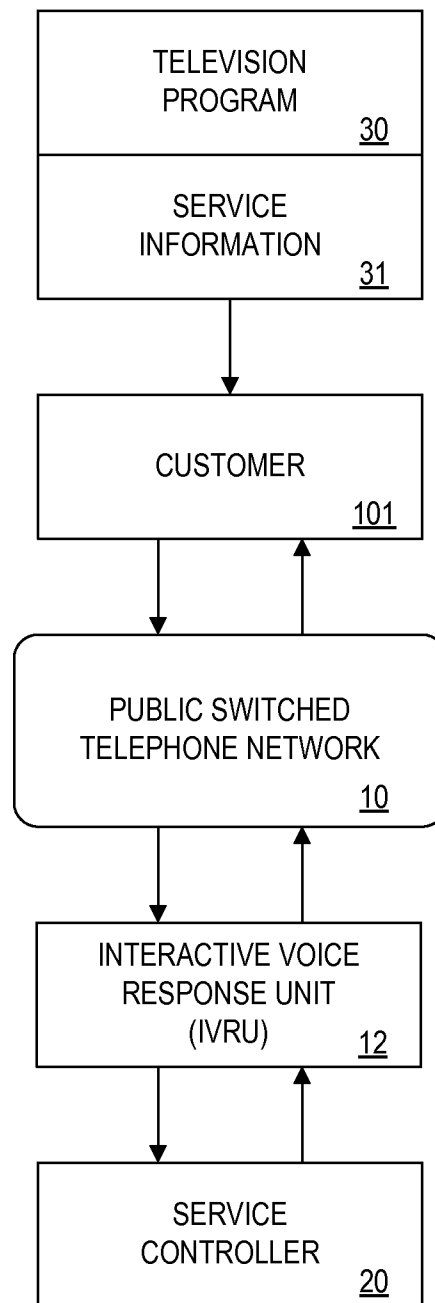 TELEVISION
PROGRAM
30
SERVICE
INFORMATION
31
CUSTOMER
101
PUBLIC SWITCHED
TELEPHONE NETWORK
10
INTERACTIVE VOICE
RESPONSE UNIT
(IVRU)
12
SERVICE
CONTROLLER
20